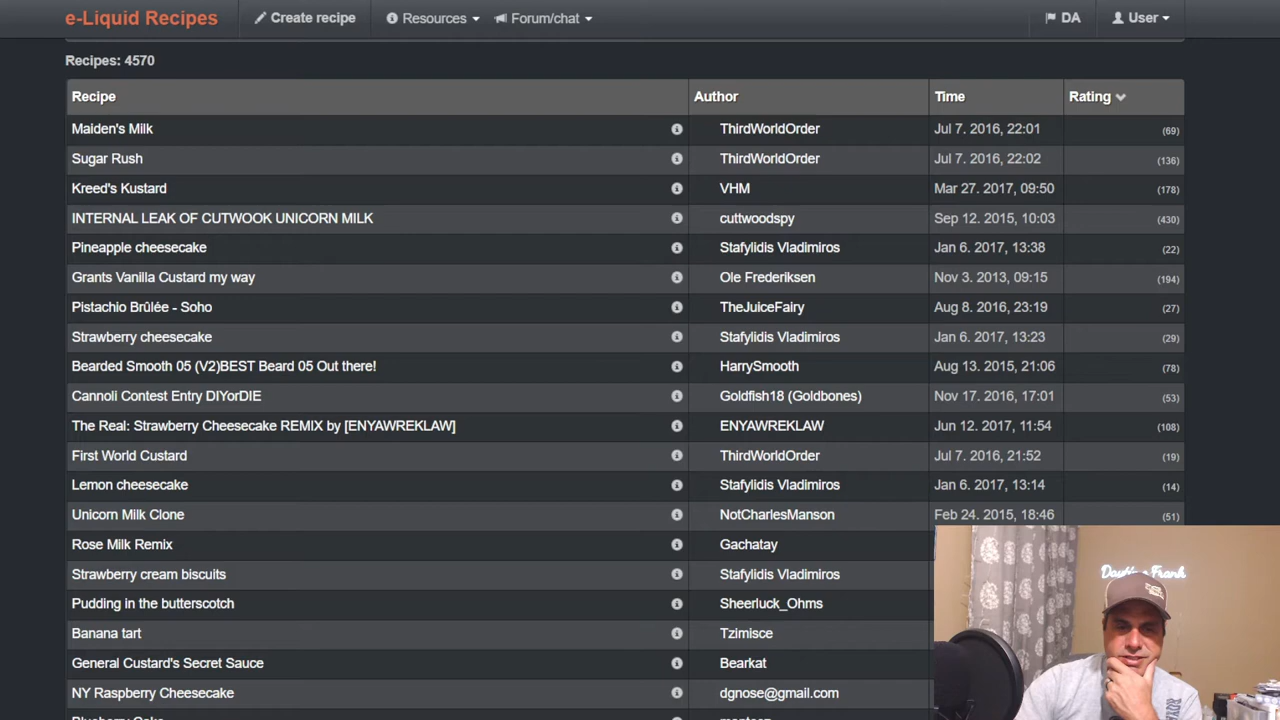 e-Liquid Recipes Create recipe Resources Forum/chat DA User
Recipes: 4570
Recipe Author Time Rating
Maiden's Milk ThirdWorldOrder Jul 7. 2016, 22:01 (69)
Sugar Rush ThirdWorldOrder Jul 7. 2016, 22:02 (136)
Kreed's Kustard VHM Mar 27. 2017, 09:50 (178)
INTERNAL LEAK OF CUTWOOK UNICORN MILK cuttwoodspy Sep 12. 2015, 10:03 (430)
Pineapple cheesecake Stafylidis Vladimiros Jan 6. 2017, 13:38 (22)
Grants Vanilla Custard my way Ole Frederiksen Nov 3. 2013, 09:15 (194)
Pistachio Brûlée - Soho TheJuiceFairy Aug 8. 2016, 23:19 (27)
Strawberry cheesecake Stafylidis Vladimiros Jan 6. 2017, 13:23 (29)
Bearded Smooth 05 (V2)BEST Beard 05 Out there! HarrySmooth Aug 13. 2015, 21:06 (78)
Cannoli Contest Entry DIYorDIE Goldfish18 (Goldbones) Nov 17. 2016, 17:01 (53)
The Real: Strawberry Cheesecake REMIX by [ENYAWREKLAW] ENYAWREKLAW Jun 12. 2017, 11:54 (108)
First World Custard ThirdWorldOrder Jul 7. 2016, 21:52 (19)
Lemon cheesecake Stafylidis Vladimiros Jan 6. 2017, 13:14 (14)
Unicorn Milk Clone NotCharlesManson Feb 24. 2015, 18:46 (51)
Rose Milk Remix Gachatay
Strawberry cream biscuits Stafylidis Vladimiros
Pudding in the butterscotch Sheerluck_Ohms
Banana tart Tzimisce
General Custard's Secret Sauce Bearkat
NY Raspberry Cheesecake dgnose@gmail.com